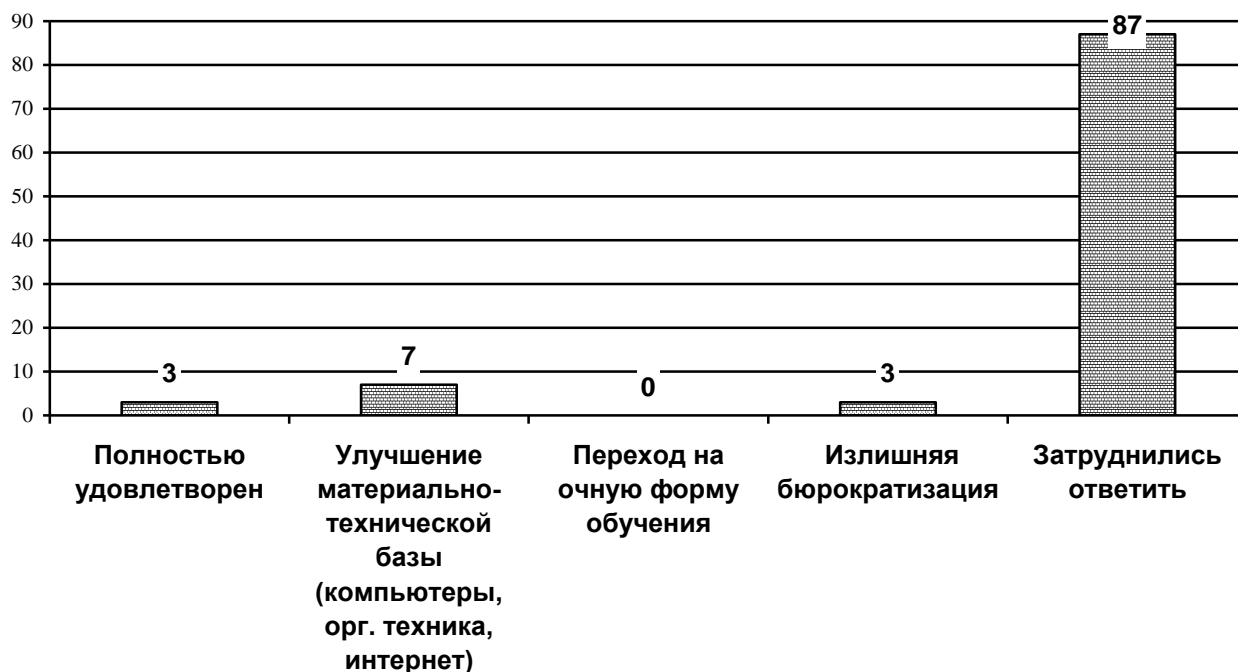 90
80
70
60
50
40
30
20
10
0
3
7
0
3
87
Полностью
удовлетворен
Улучшение
материально-
технической
базы
(компьютеры,
орг. техника,
интернет)
Переход на
очную форму
обучения
Излишняя
бюрократизация
Затруднились
ответить